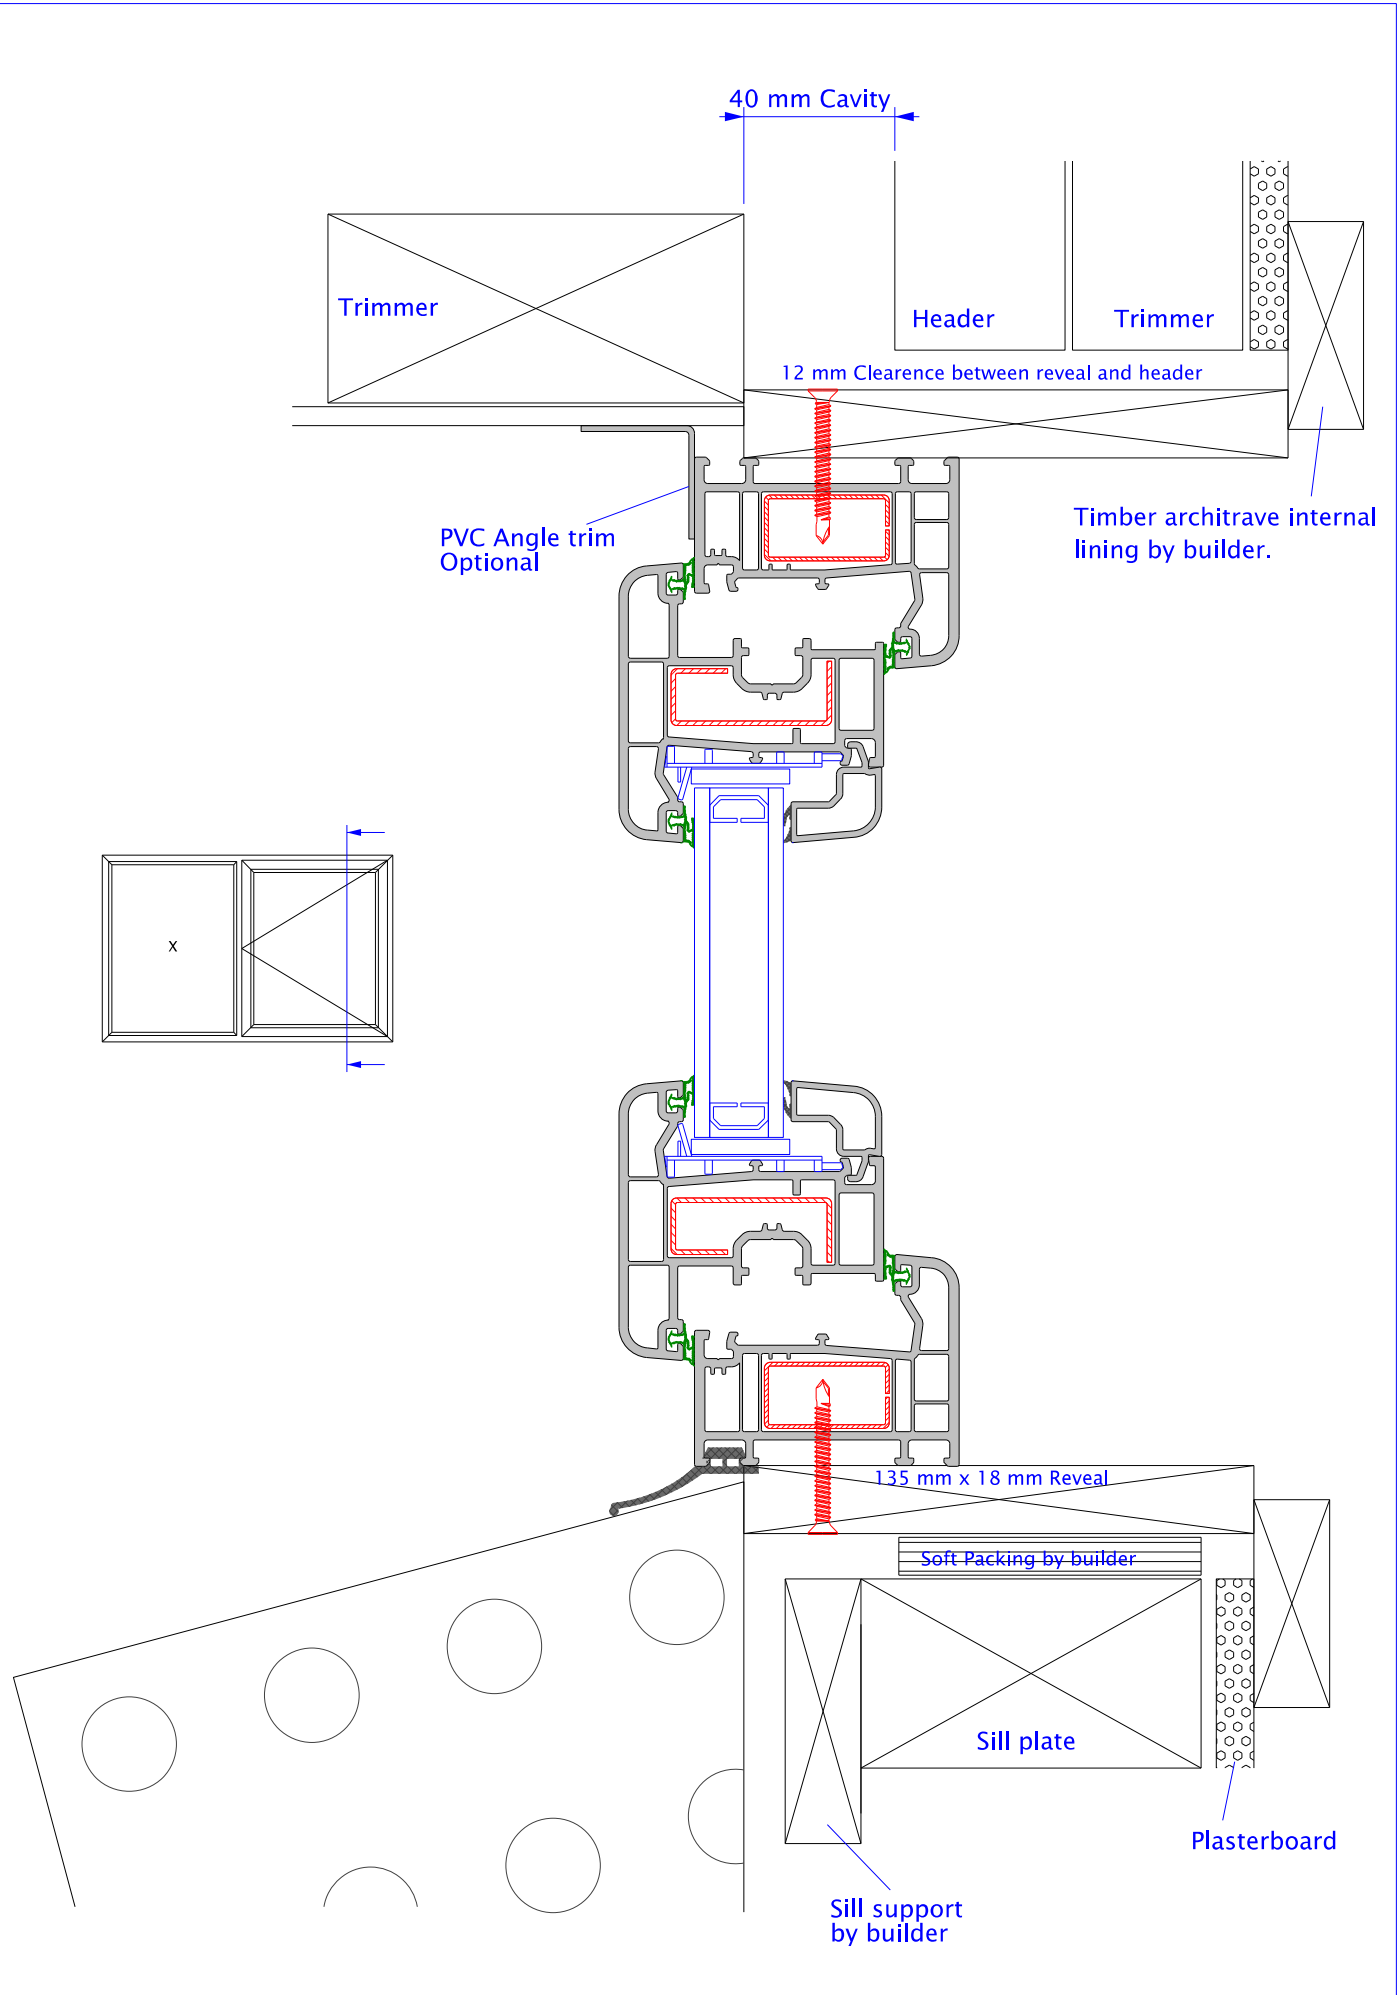 40 mm Cavity
Trimmer
Header
Trimmer
12 mm Clearence between reveal and header
PVC Angle trim
Optional
Timber architrave internal
lining by builder.
x
135 mm x 18 mm Reveal
Soft Packing by builder
Sill plate
Plasterboard
Sill support
by builder